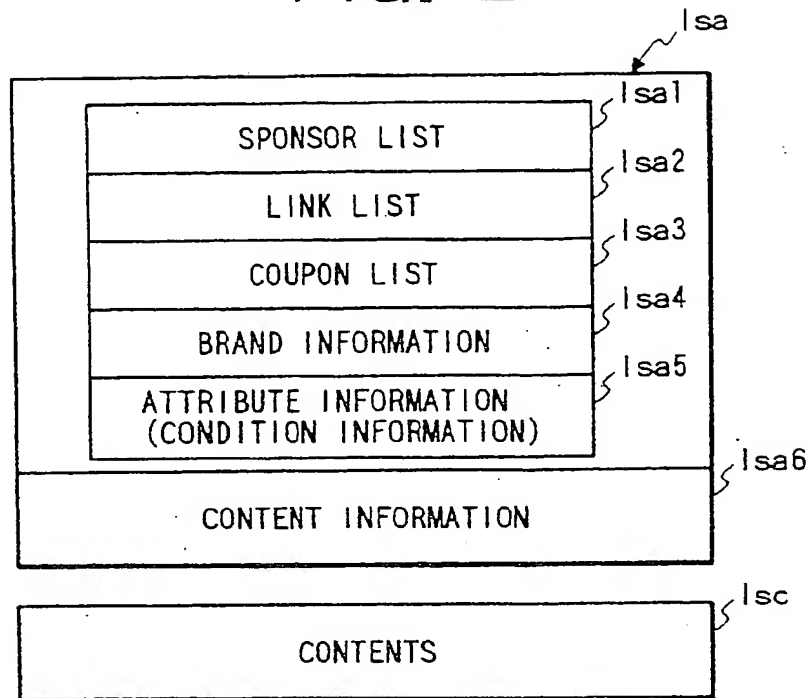 Isa
SPONSOR LIST
Isa1
LINK LIST
Isa2
COUPON LIST
Isa3
BRAND INFORMATION
Isa4
ATTRIBUTE INFORMATION
(CONDITION INFORMATION)
Isa5
CONTENT INFORMATION
Isa6
CONTENTS
Isc